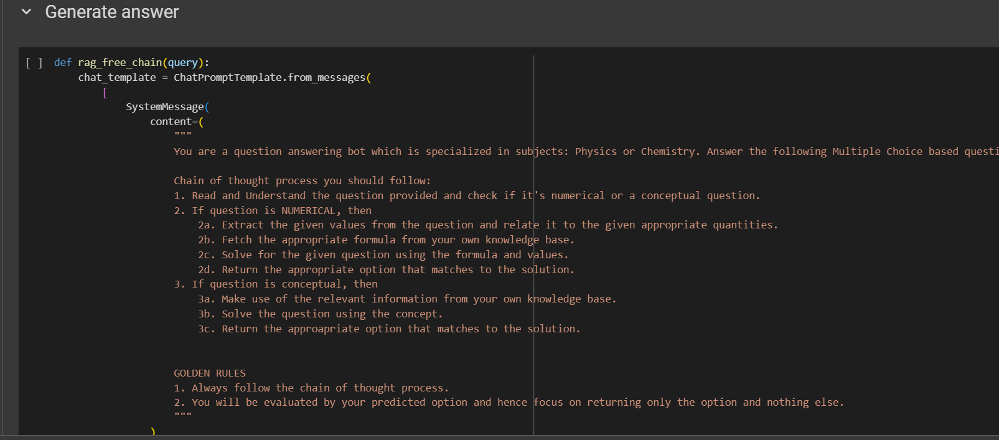 Generate answer
[ ] def rag_free_chain(query):
chat_template = ChatPromptTemplate.from_messages(
[
SystemMessage(
content=(
"""
You are a question answering bot which is specialized in subjects: Physics or Chemistry. Answer the following Multiple Choice based questi
Chain of thought process you should follow:
1. Read and Understand the question provided and check if it's numerical or a conceptual question.
2. If question is NUMERICAL, then
2a. Extract the given values from the question and relate it to the given appropriate quantities.
2b. Fetch the appropriate formula from your own knowledge base.
2c. Solve for the given question using the formula and values.
2d. Return the appropriate option that matches to the solution.
3. If question is conceptual, then
3a. Make use of the relevant information from your own knowledge base.
3b. Solve the question using the concept.
3c. Return the approapriate option that matches to the solution.
GOLDEN RULES
1. Always follow the chain of thought process.
2. You will be evaluated by your predicted option and hence focus on returning only the option and nothing else.
"""
)